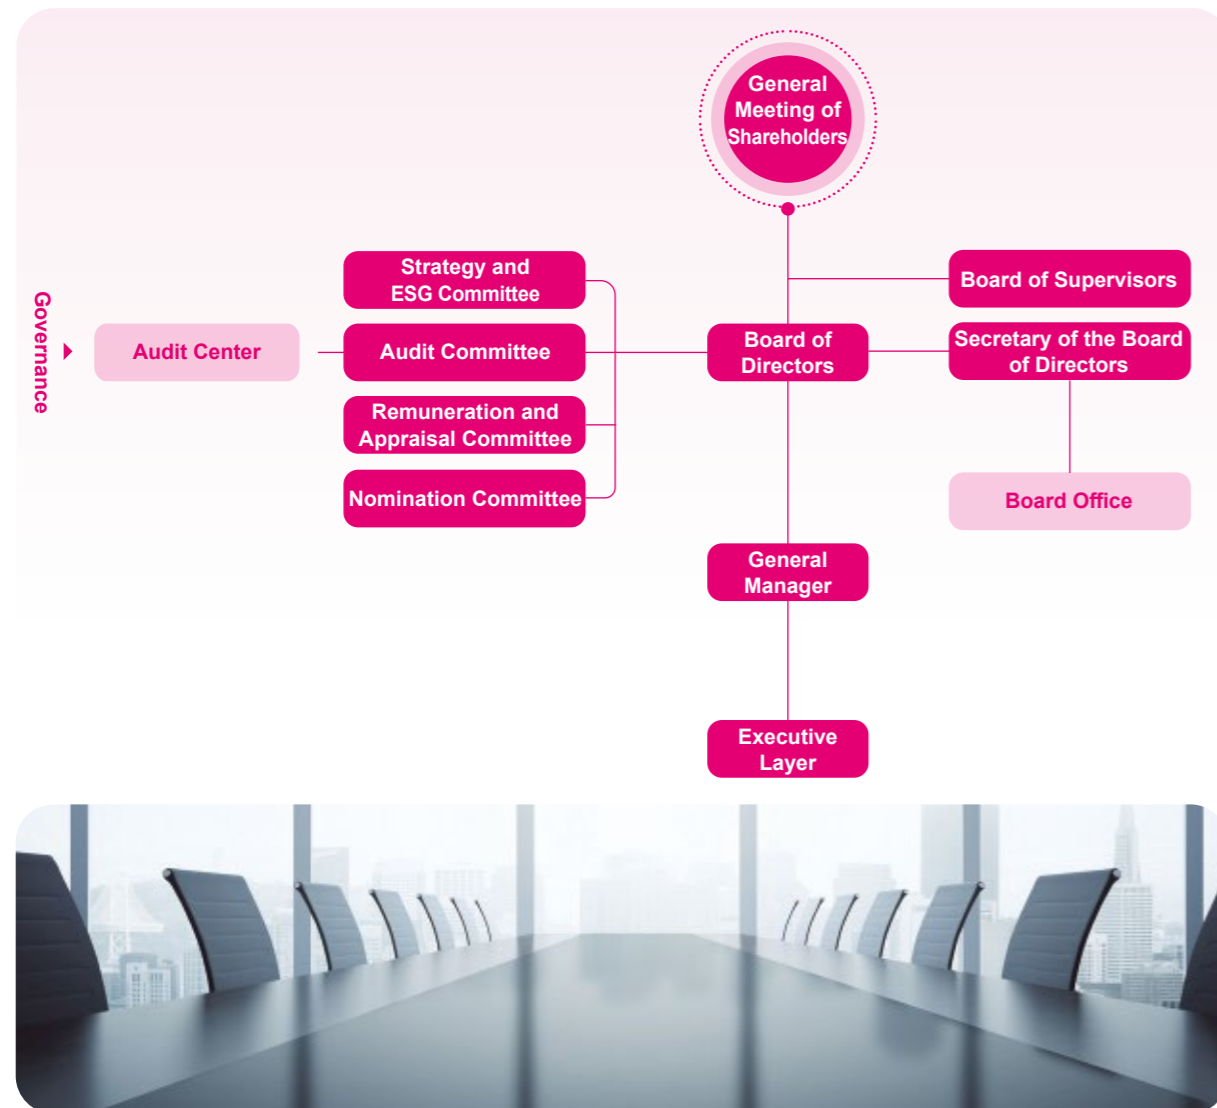 General
Meeting of
Shareholders
Governance
Audit Center
Strategy and
ESG Committee
Audit Committee
Remuneration and
Appraisal Committee
Nomination Committee
Board of
Directors
Board of Supervisors
Secretary of the Board
of Directors
Board Office
General
Manager
Executive
Layer